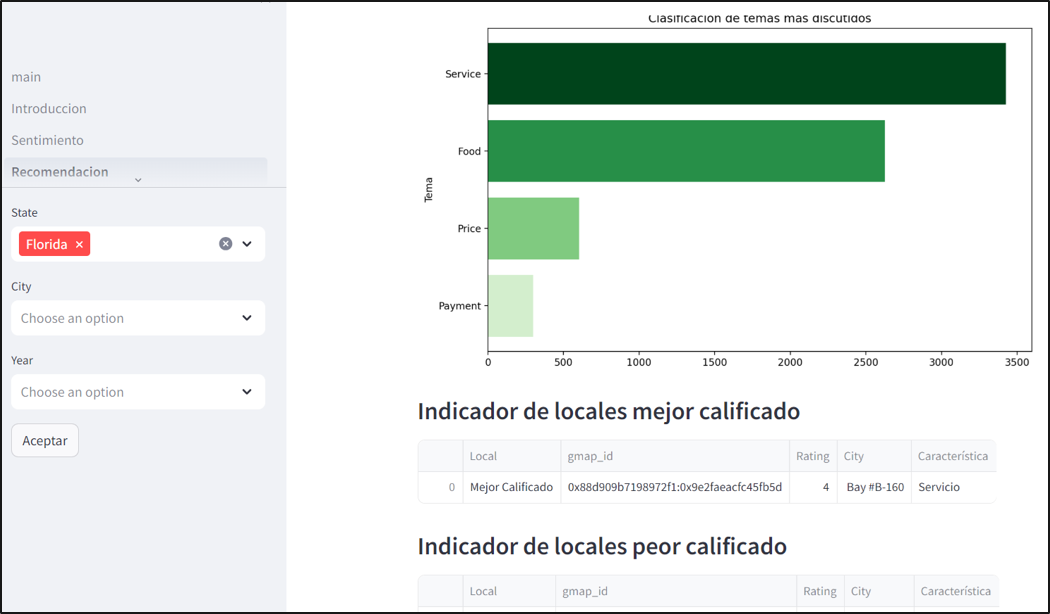 main
Introduccion
Sentimiento
Recomendacion
State
Florida ×
City
Choose an option
Year
Choose an option
Aceptar
Clasificacion de temas mas discutidos
Tema
Service
Food
Price
Payment
0 500 1000 1500 2000 2500 3000 3500
Indicador de locales mejor calificado
Local gmap_id Rating City Característica
0 Mejor Calificado 0x88d909b7198972f1:0x9e2faeacfc45fb5d 4 Bay #B-160 Servicio
Indicador de locales peor calificado
Local gmap_id Rating City Característica